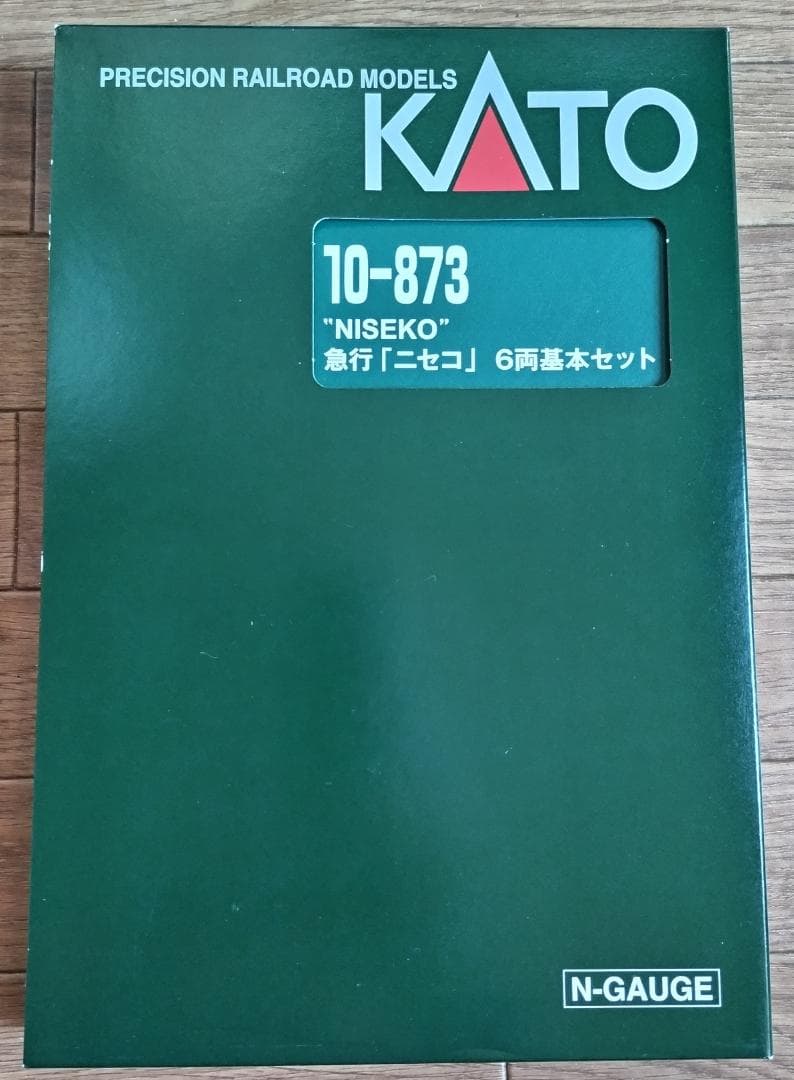 PRECISION RAILROAD MODELS
KATO
10-873
"NISEKO"
急行「ニセコ」 6両基本セット
N-GAUGE